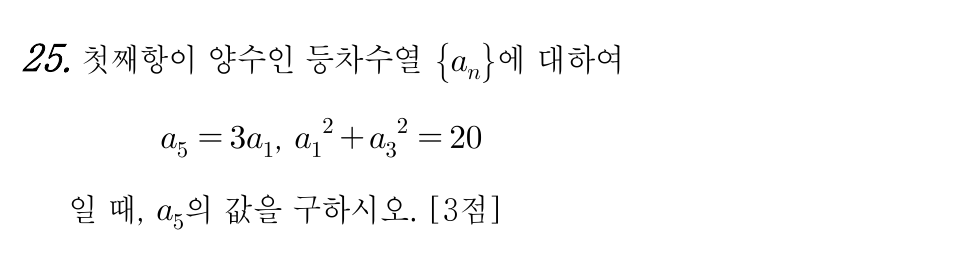 25. 첫째항이 양수인 등차수열 {aₙ}에 대하여
a₅ = 3a₁, a₁² + a₃² = 20
일 때, a₅의 값을 구하시오. [3점]